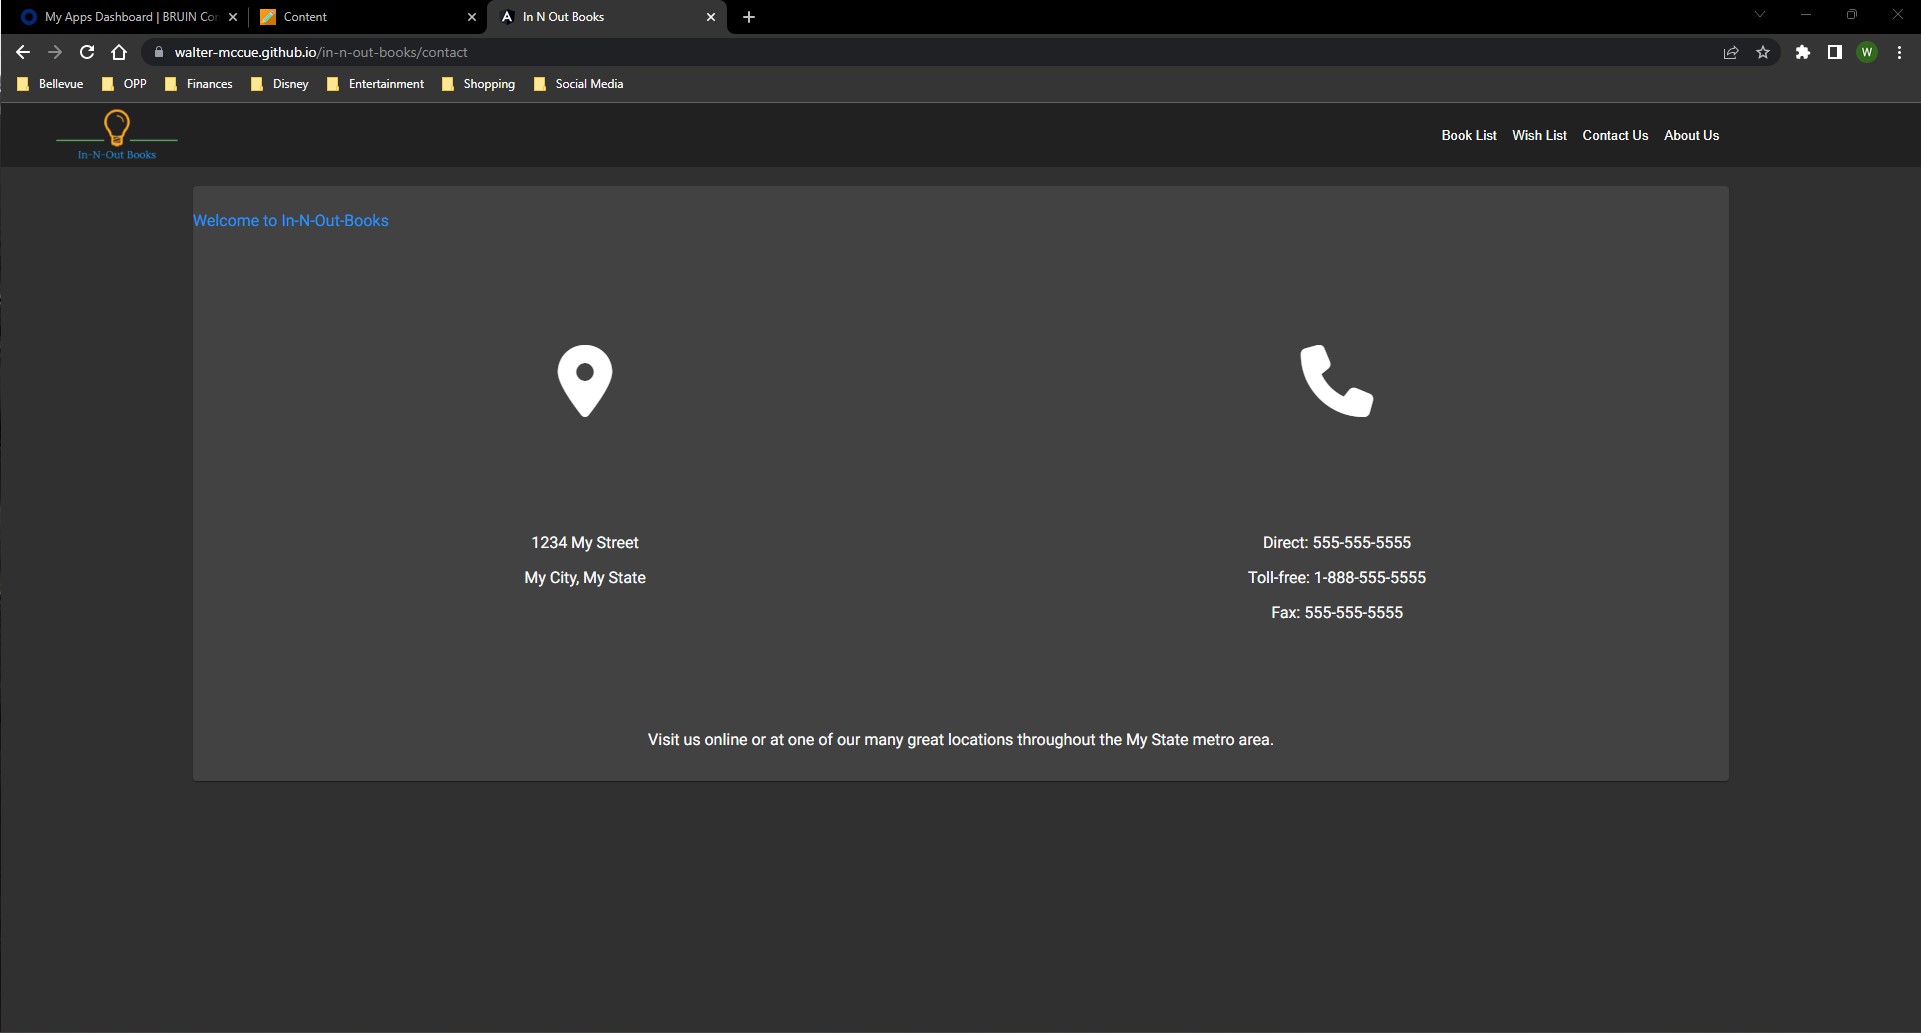 My Apps Dashboard | BRUIN Co
Content
In N Out Books
walter-mccue.github.io/in-n-out-books/contact
W
Bellevue OPP Finances Disney Entertainment Shopping Social Media
In-N-Out Books
Book List Wish List Contact Us About Us
Welcome to In-N-Out-Books
1234 My Street
My City, My State
Direct: 555-555-5555
Toll-free: 1-888-555-5555
Fax: 555-555-5555
Visit us online or at one of our many great locations throughout the My State metro area.